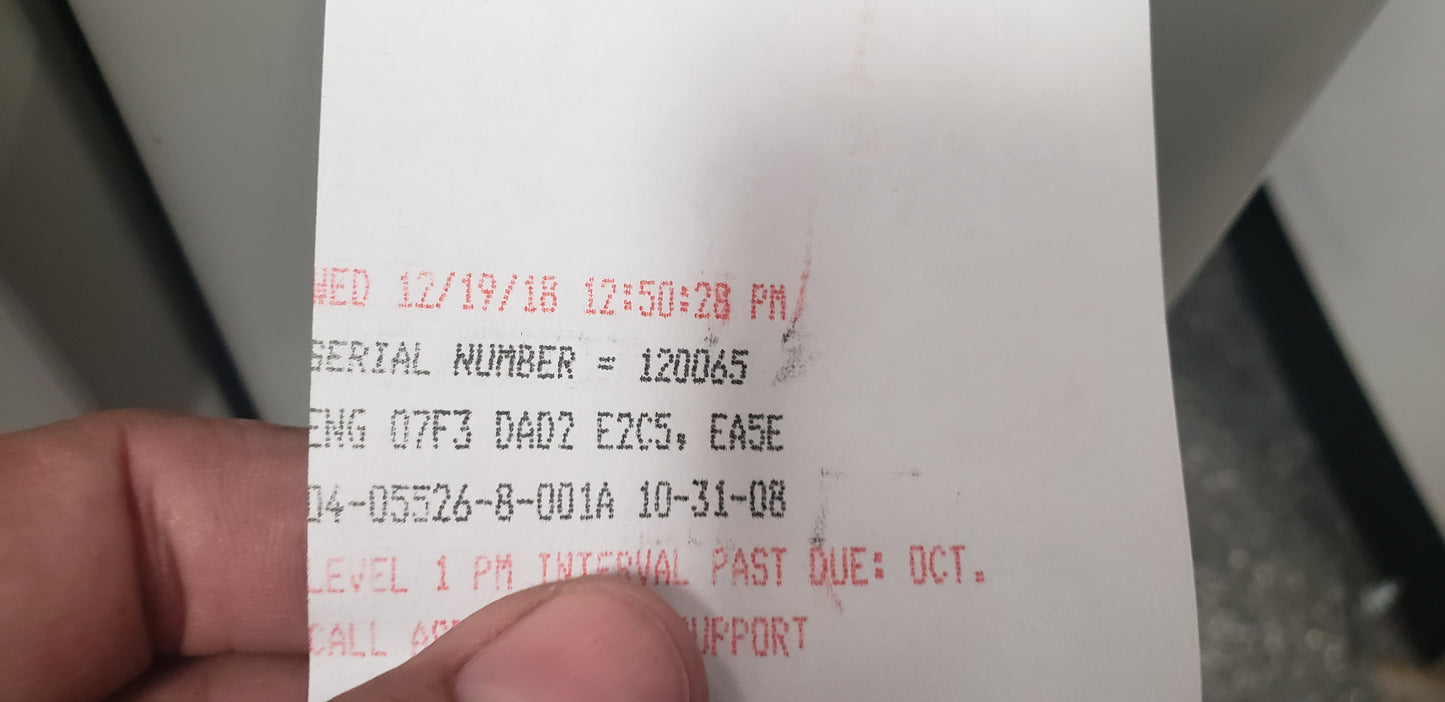 WED 12/19/18 12:50:28 PM
SERIAL NUMBER = 120065
ENG 07F3 DAD2 E2C5, EA5E
04-05526-8-001A 10-31-08
LEVEL 1 PM INTERVAL PAST DUE: OCT.
CALL